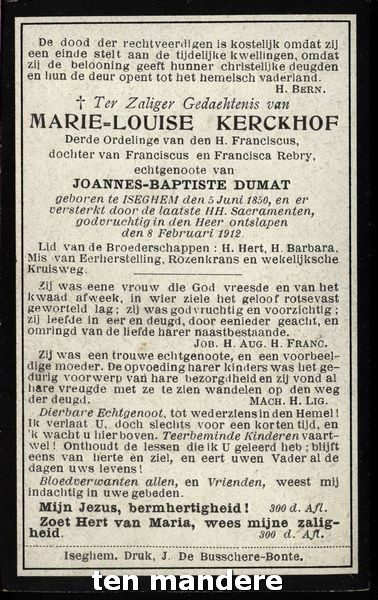 De dood der rechtveerdigen is kostelijk omdat zij
een einde stelt aan de tijdelijke kwellingen, omdat
zij de belooning geeft hunner christelijke deugden
en hun de deur opent tot het hemelsch vaderland.
H. BERN.
† Ter Zaliger Gedachtenis van
MARIE-LOUISE KERCKHOF
Derde Ordelinge van den H. Franciscus,
dochter van Franciscus en Francisca Rebry,
echtgenoote van
JOANNES-BAPTISTE DUMAT
geboren te ISEGHEM den 5 Juni 1850, en er
versterkt door de laatste HH. Sacramenten,
godvruchtig in den Heer ontslapen
den 8 Februari 1912.
Lid van de Broederschappen : H. Hert, H. Barbara,
Mis van Eerherstelling, Rozenkrans en wekelijksche
Kruisweg.
Zij was eene vrouw die God vreesde en van het
kwaad afweek, in wier ziele het geloof rotsevast
geworteld lag ; zij was godvruchtig en voorzichtig ;
zij leefde in eer en deugd, door eenieder geacht, en
omringd van de liefde harer naastbestaande.
JOB. H. AUG. H. FRANC.
Zij was een trouwe echtgenoote, en een voorbeel-
dige moeder. De opvoeding harer kinders was het ge-
durig voorwerp van hare bezorgdheid en zij vond al
hare vreugde met ze te zien wandelen op den weg
der deugd. MACH. H. LIG.
Dierbare Echtgenoot, tot wederziens in den Hemel !
Ik verlaat U, doch slechts voor een korten tijd, en
'k wacht u hierboven. Teerbeminde Kinderen vaart-
wel ! Onthoudt de lessen die ik U geleerd heb ; blijft
eens van herte en ziel, en eert uwen Vader al de
dagen uws levens !
Bloedverwanten allen, en Vrienden, weest mij
indachtig in uwe gebeden.
Mijn Jezus, bermhertigheid ! 300 d. Afl.
Zoet Hert van Maria, wees mijne zalig-
heid. 300 d. Afl.
Iseghem. Druk, J. De Busschere-Bonte.
ten mandere